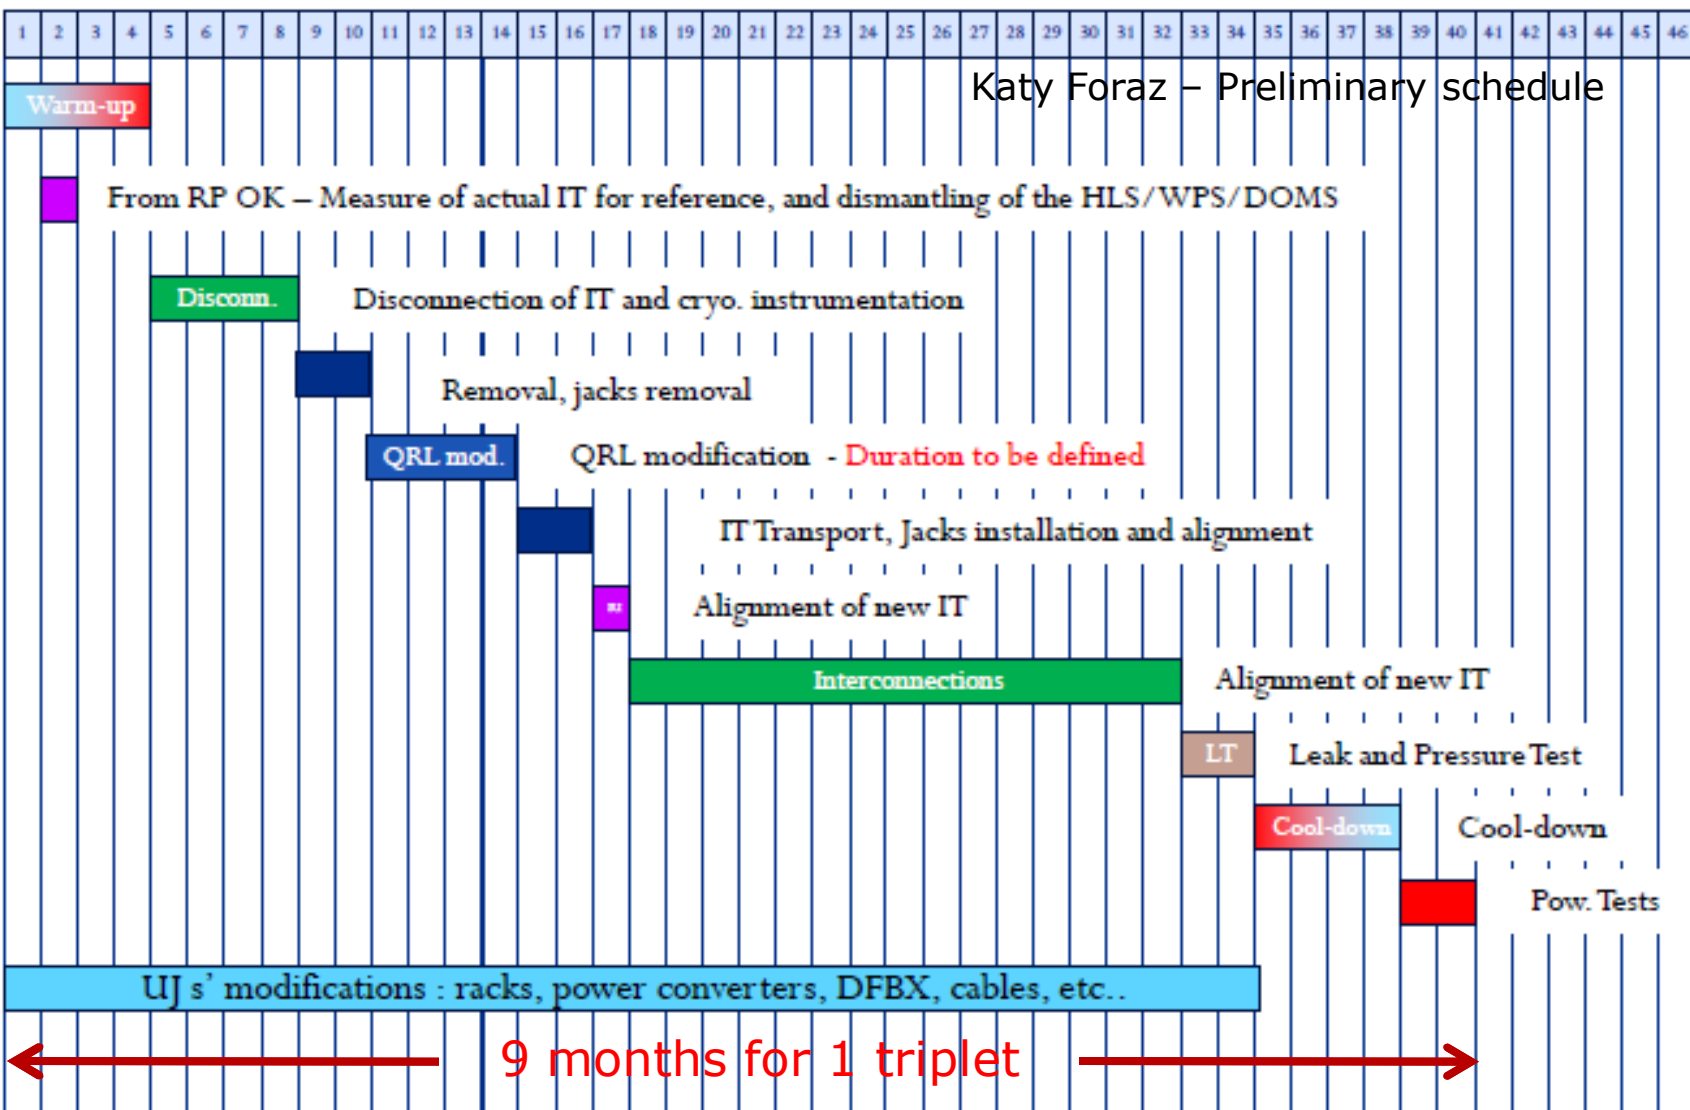 1 2 3 4 5 6 7 8 9 10 11 12 13 14 15 16 17 18 19 20 21 22 23 24 25 26 27 28 29 30 31 32 33 34 35 36 37 38 39 40 41 42 43 44 45 46
Katy Foraz – Preliminary schedule
Warm-up
From RP OK – Measure of actual IT for reference, and dismantling of the HLS/WPS/DOMS
Disconn. Disconnection of IT and cryo. instrumentation
Removal, jacks removal
QRL mod. QRL modification - Duration to be defined
IT Transport, Jacks installation and alignment
Alignment of new IT
Interconnections Alignment of new IT
LT Leak and Pressure Test
Cool-down Cool-down
Pow. Tests
UJ s’ modifications : racks, power converters, DFBX, cables, etc..
9 months for 1 triplet